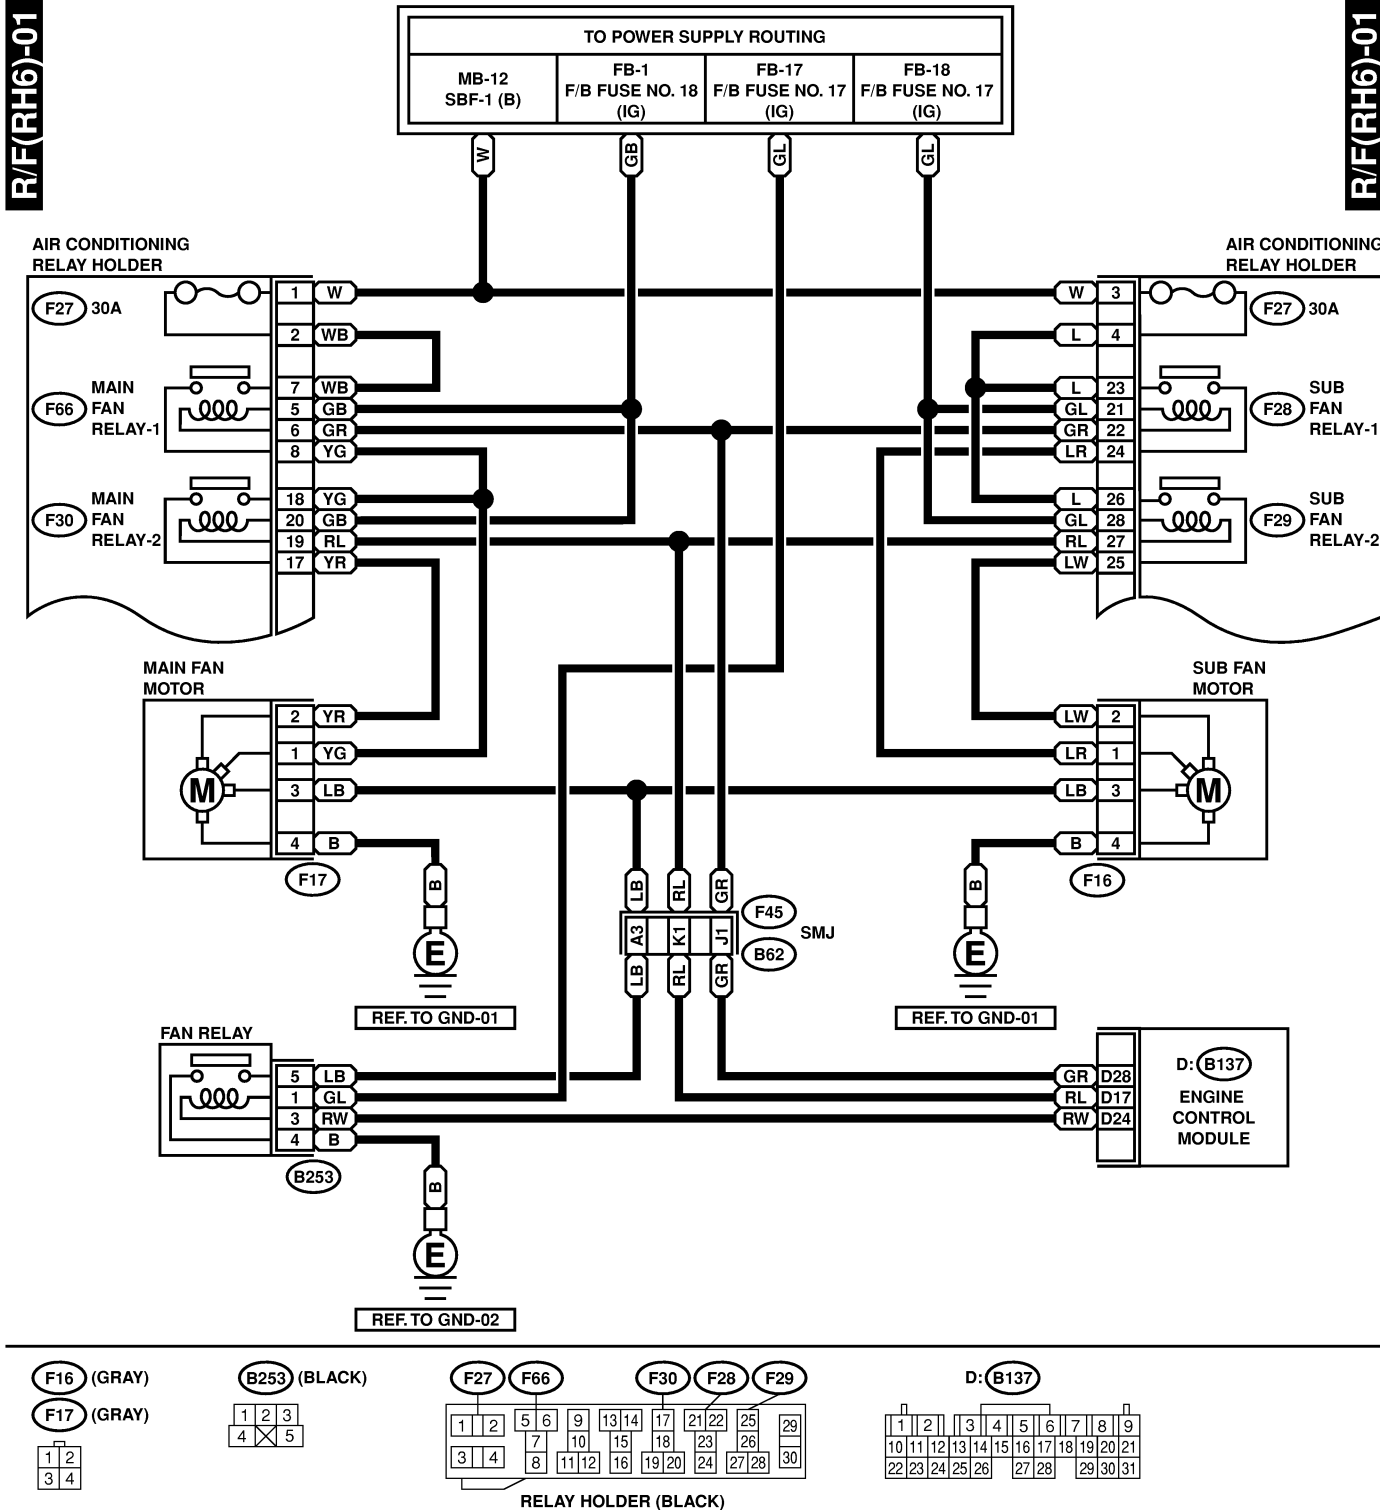 R/F(RH6)-01
R/F(RH6)-01
TO POWER SUPPLY ROUTING
MB-12
SBF-1 (B)
FB-1
F/B FUSE NO. 18
(IG)
FB-17
F/B FUSE NO. 17
(IG)
FB-18
F/B FUSE NO. 17
(IG)
W
GB
GL
GL
AIR CONDITIONING
RELAY HOLDER
F27 30A
1 W
2 WB
F66
MAIN
FAN
RELAY-1
7 WB
5 GB
6 GR
8 YG
F30
MAIN
FAN
RELAY-2
18 YG
20 GB
19 RL
17 YR
AIR CONDITIONING
RELAY HOLDER
W 3
L 4
F27 30A
L 23
GL 21
GR 22
LR 24
F28
SUB
FAN
RELAY-1
L 26
GL 28
RL 27
LW 25
F29
SUB
FAN
RELAY-2
MAIN FAN
MOTOR
M
2 YR
1 YG
3 LB
4 B
F17
B
E
REF. TO GND-01
SUB FAN
MOTOR
LW 2
LR 1
LB 3
B 4
M
F16
B
E
REF. TO GND-01
LB RL GR
A3 K1 J1
LB RL GR
F45
SMJ
B62
FAN RELAY
5 LB
1 GL
3 RW
4 B
B253
B
E
REF. TO GND-02
GR D28
RL D17
RW D24
D: B137
ENGINE
CONTROL
MODULE
F16 (GRAY)
F17 (GRAY)
1 2
3 4
B253 (BLACK)
1 2 3
4 5
F27 F66 F30 F28 F29
1 2 5 6 9 13 14 17 21 22 25 29
7 10 15 18 23 26
3 4 8 11 12 16 19 20 24 27 28 30
RELAY HOLDER (BLACK)
D: B137
1 2 3 4 5 6 7 8 9
10 11 12 13 14 15 16 17 18 19 20 21
22 23 24 25 26 27 28 29 30 31